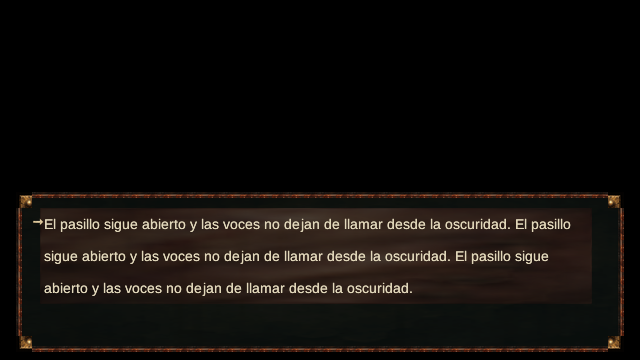 →El pasillo sigue abierto y las voces no dejan de llamar desde la oscuridad. El pasillo
sigue abierto y las voces no dejan de llamar desde la oscuridad. El pasillo sigue
abierto y las voces no dejan de llamar desde la oscuridad.